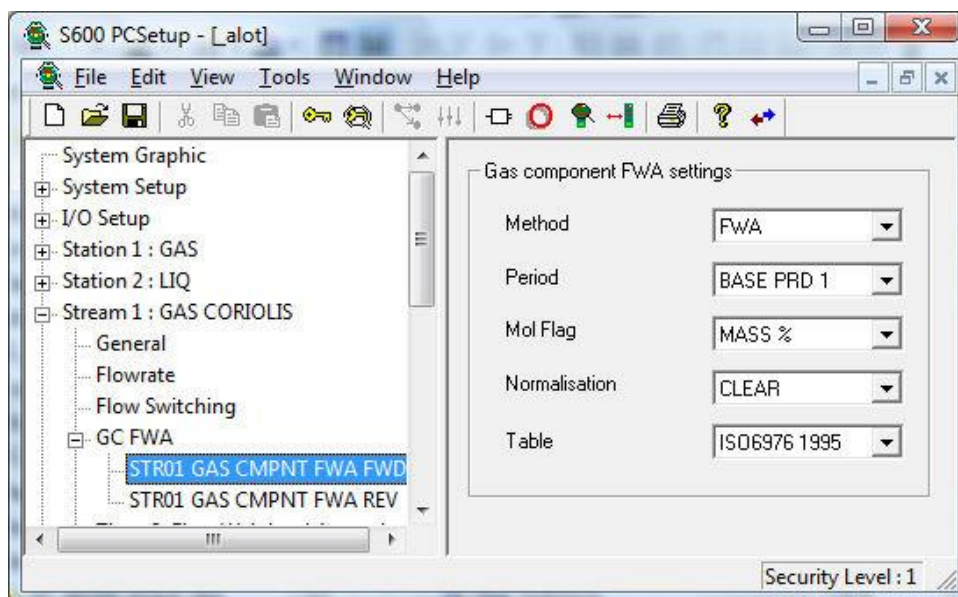 S600 PCSetup - [_alot]
File Edit View Tools Window Help
System Graphic
System Setup
I/O Setup
Station 1 : GAS
Station 2 : LIQ
Stream 1 : GAS CORIOLIS
General
Flowrate
Flow Switching
GC FWA
STR01 GAS CMPNT FWA FWD
STR01 GAS CMPNT FWA REV
Gas component FWA settings
Method FWA
Period BASE PRD 1
Mol Flag MASS %
Normalisation CLEAR
Table ISO6976 1995
Security Level : 1